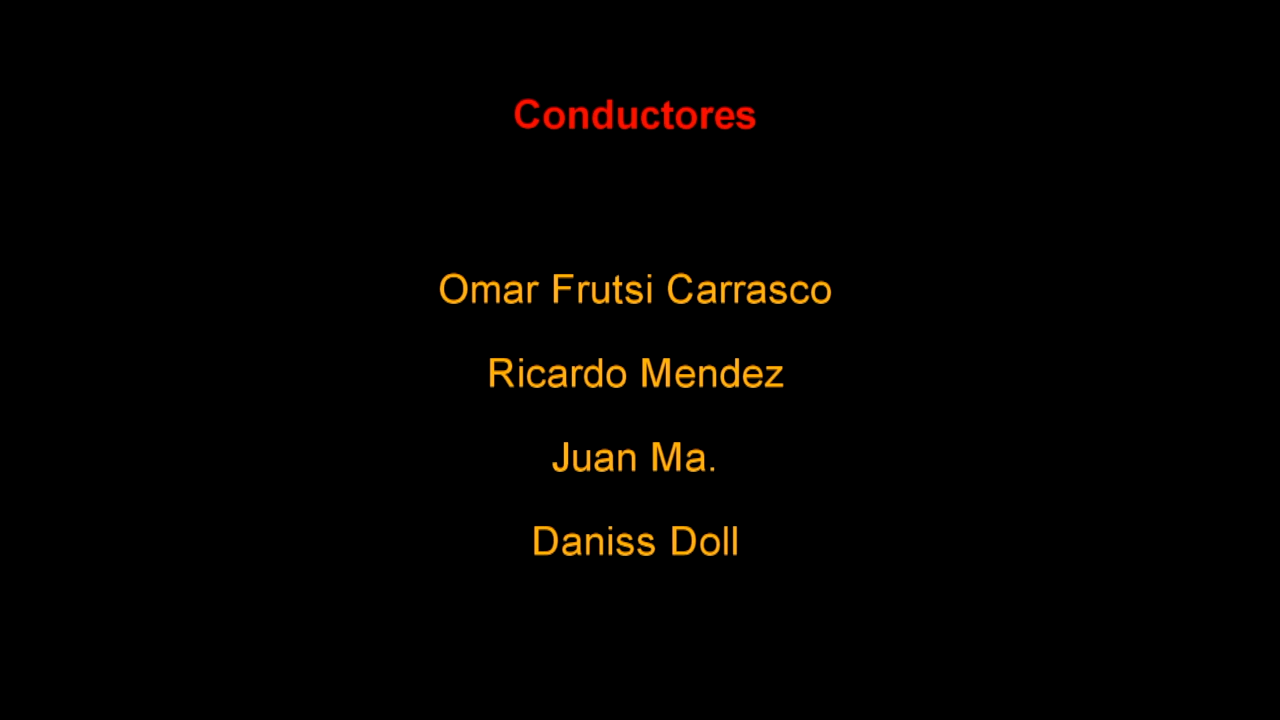 Conductores
Omar Frutsi Carrasco
Ricardo Mendez
Juan Ma.
Daniss Doll